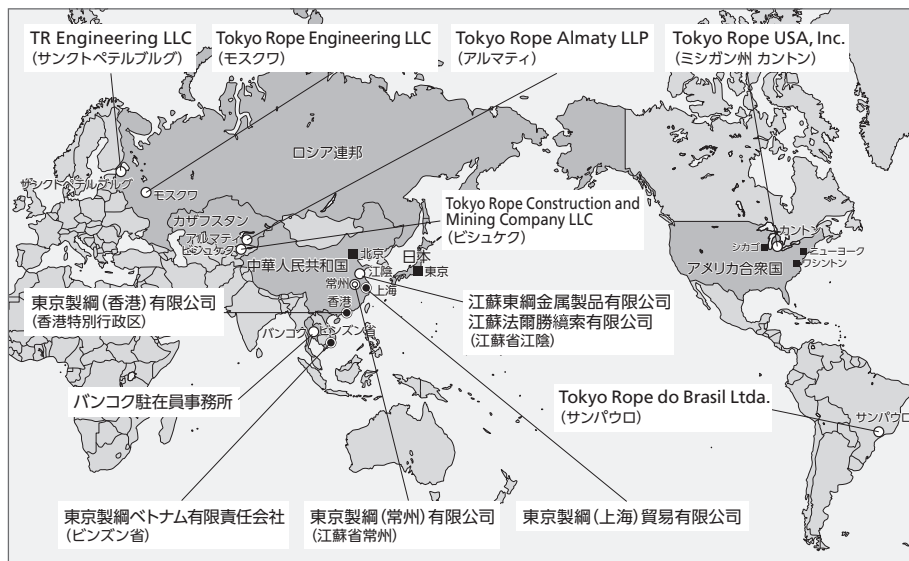 TR Engineering LLC
(サンクトペテルブルグ)
Tokyo Rope Engineering LLC
(モスクワ)
Tokyo Rope Almaty LLP
(アルマティ)
Tokyo Rope USA, Inc.
(ミシガン州 カントン)
ロシア連邦
サンクトペテルブルグ
モスクワ
カザフスタン
アルマティ
ビシュケク
Tokyo Rope Construction and
Mining Company LLC
(ビシュケク)
カントン
シカゴ
ニューヨーク
ワシントン
アメリカ合衆国
北京
日本
中華人民共和国
江陰
東京
常州
上海
香港
東京製綱(香港)有限公司
(香港特別行政区)
江蘇東綱金属製品有限公司
江蘇法爾勝纜索有限公司
(江蘇省江陰)
バンコク
ビンズン省
バンコク駐在員事務所
Tokyo Rope do Brasil Ltda.
(サンパウロ)
サンパウロ
東京製綱ベトナム有限責任会社
(ビンズン省)
東京製綱(常州)有限公司
(江蘇省常州)
東京製綱(上海)貿易有限公司